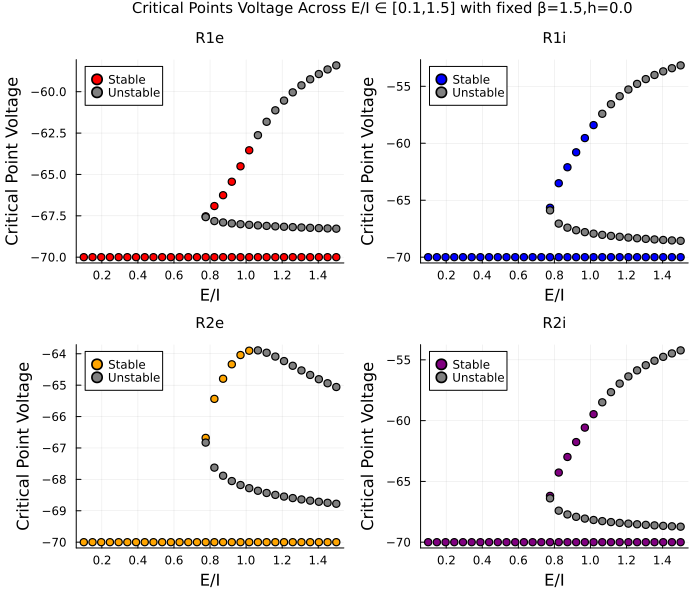 Critical Points Voltage Across E/I ∈ [0.1,1.5] with fixed β=1.5,h=0.0
R1e
Critical Point Voltage
Stable
Unstable
−60.0
−62.5
−65.0
−67.5
−70.0
0.2 0.4 0.6 0.8 1.0 1.2 1.4
E/I
R1i
Critical Point Voltage
Stable
Unstable
−55
−60
−65
−70
0.2 0.4 0.6 0.8 1.0 1.2 1.4
E/I
R2e
Critical Point Voltage
Stable
Unstable
−64
−65
−66
−67
−68
−69
−70
0.2 0.4 0.6 0.8 1.0 1.2 1.4
E/I
R2i
Critical Point Voltage
Stable
Unstable
−55
−60
−65
−70
0.2 0.4 0.6 0.8 1.0 1.2 1.4
E/I